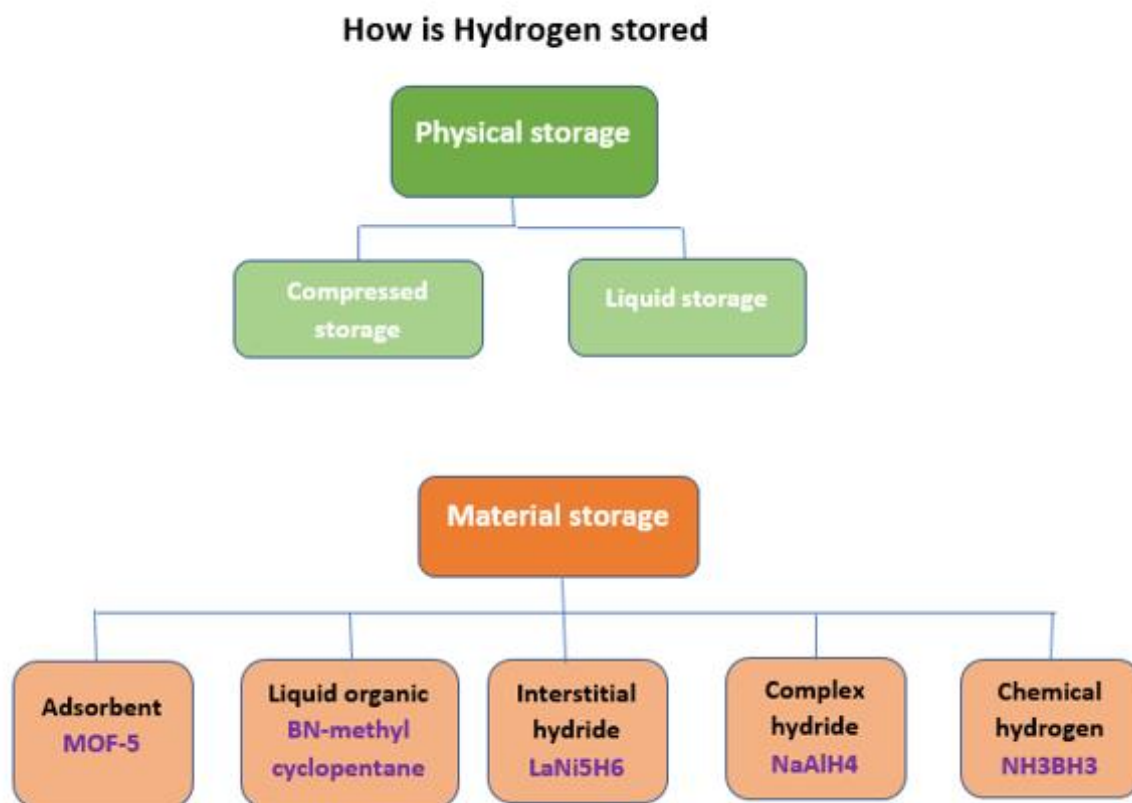 How is Hydrogen stored
Physical storage
Compressed
storage
Liquid storage
Material storage
Adsorbent
MOF-5
Liquid organic
BN-methyl
cyclopentane
Interstitial
hydride
LaNi5H6
Complex
hydride
NaAlH4
Chemical
hydrogen
NH3BH3